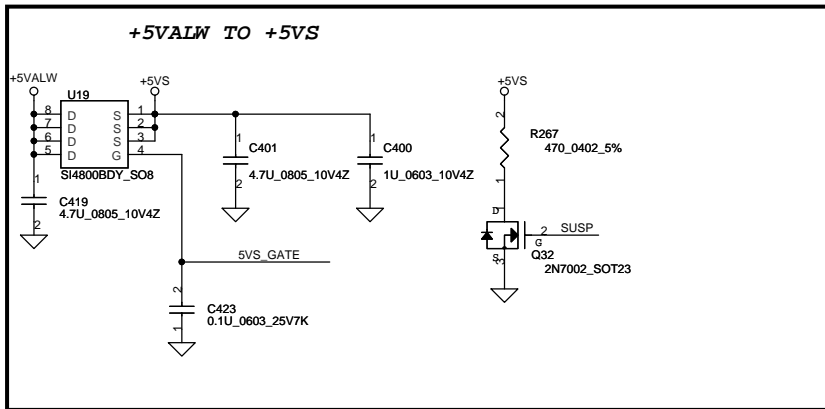 +5VALW TO +5VS
+5VALW
+5VS
+5VS
U19
8 D S 1
7 D S 2
6 D S 3
5 D G 4
SI4800BDY_SO8
1
C419
4.7U_0805_10V4Z
2
1
C401
4.7U_0805_10V4Z
2
1
C400
1U_0603_10V4Z
2
2
R267
470_0402_5%
1
D
1
2
SUSP
G
S
3
Q32
2N7002_SOT23
5VS_GATE
2
C423
0.1U_0603_25V7K
1